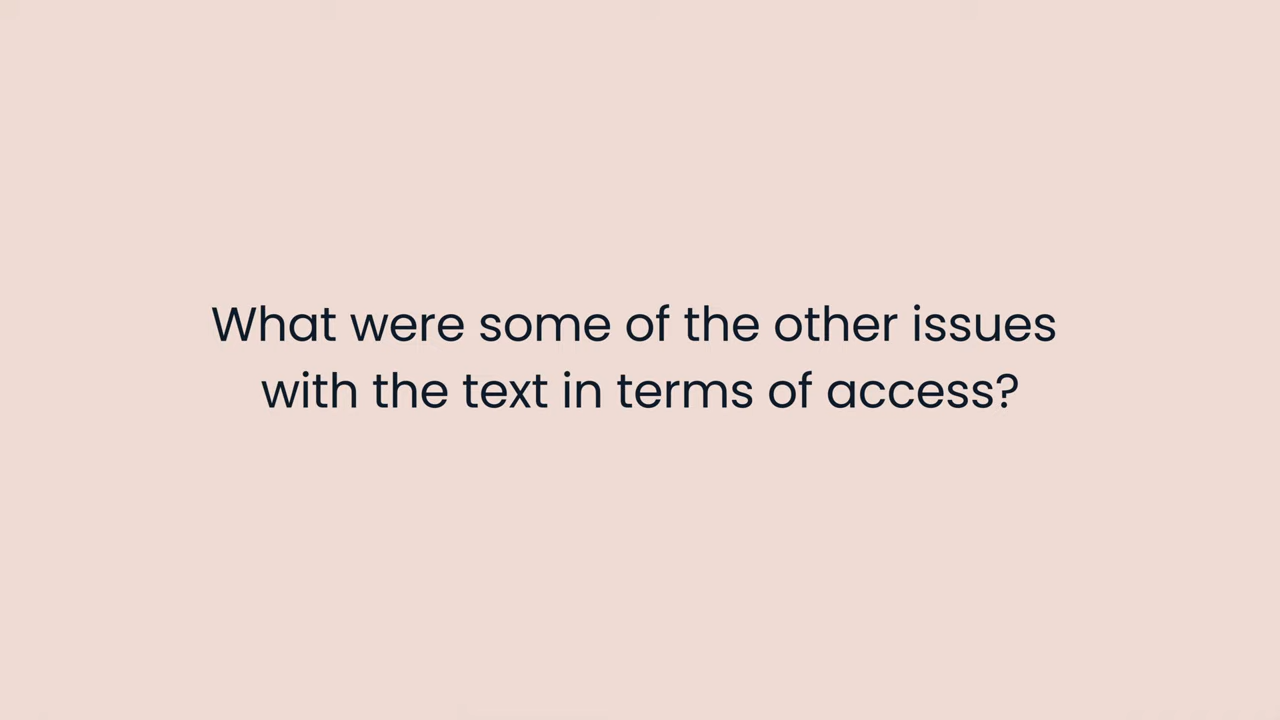 What were some of the other issues
with the text in terms of access?